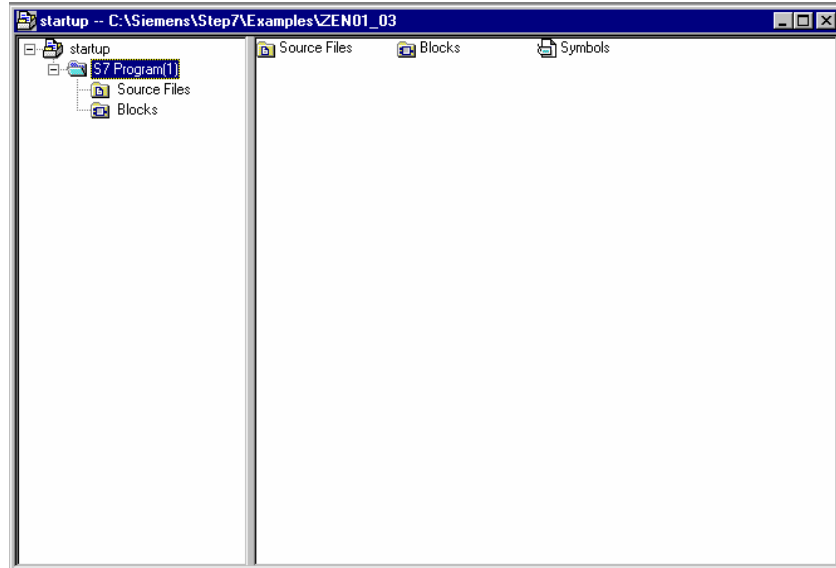 startup -- C:\Siemens\Step7\Examples\ZEN01_03
startup
S7 Program(1)
Source Files
Blocks
Source Files
Blocks
Symbols